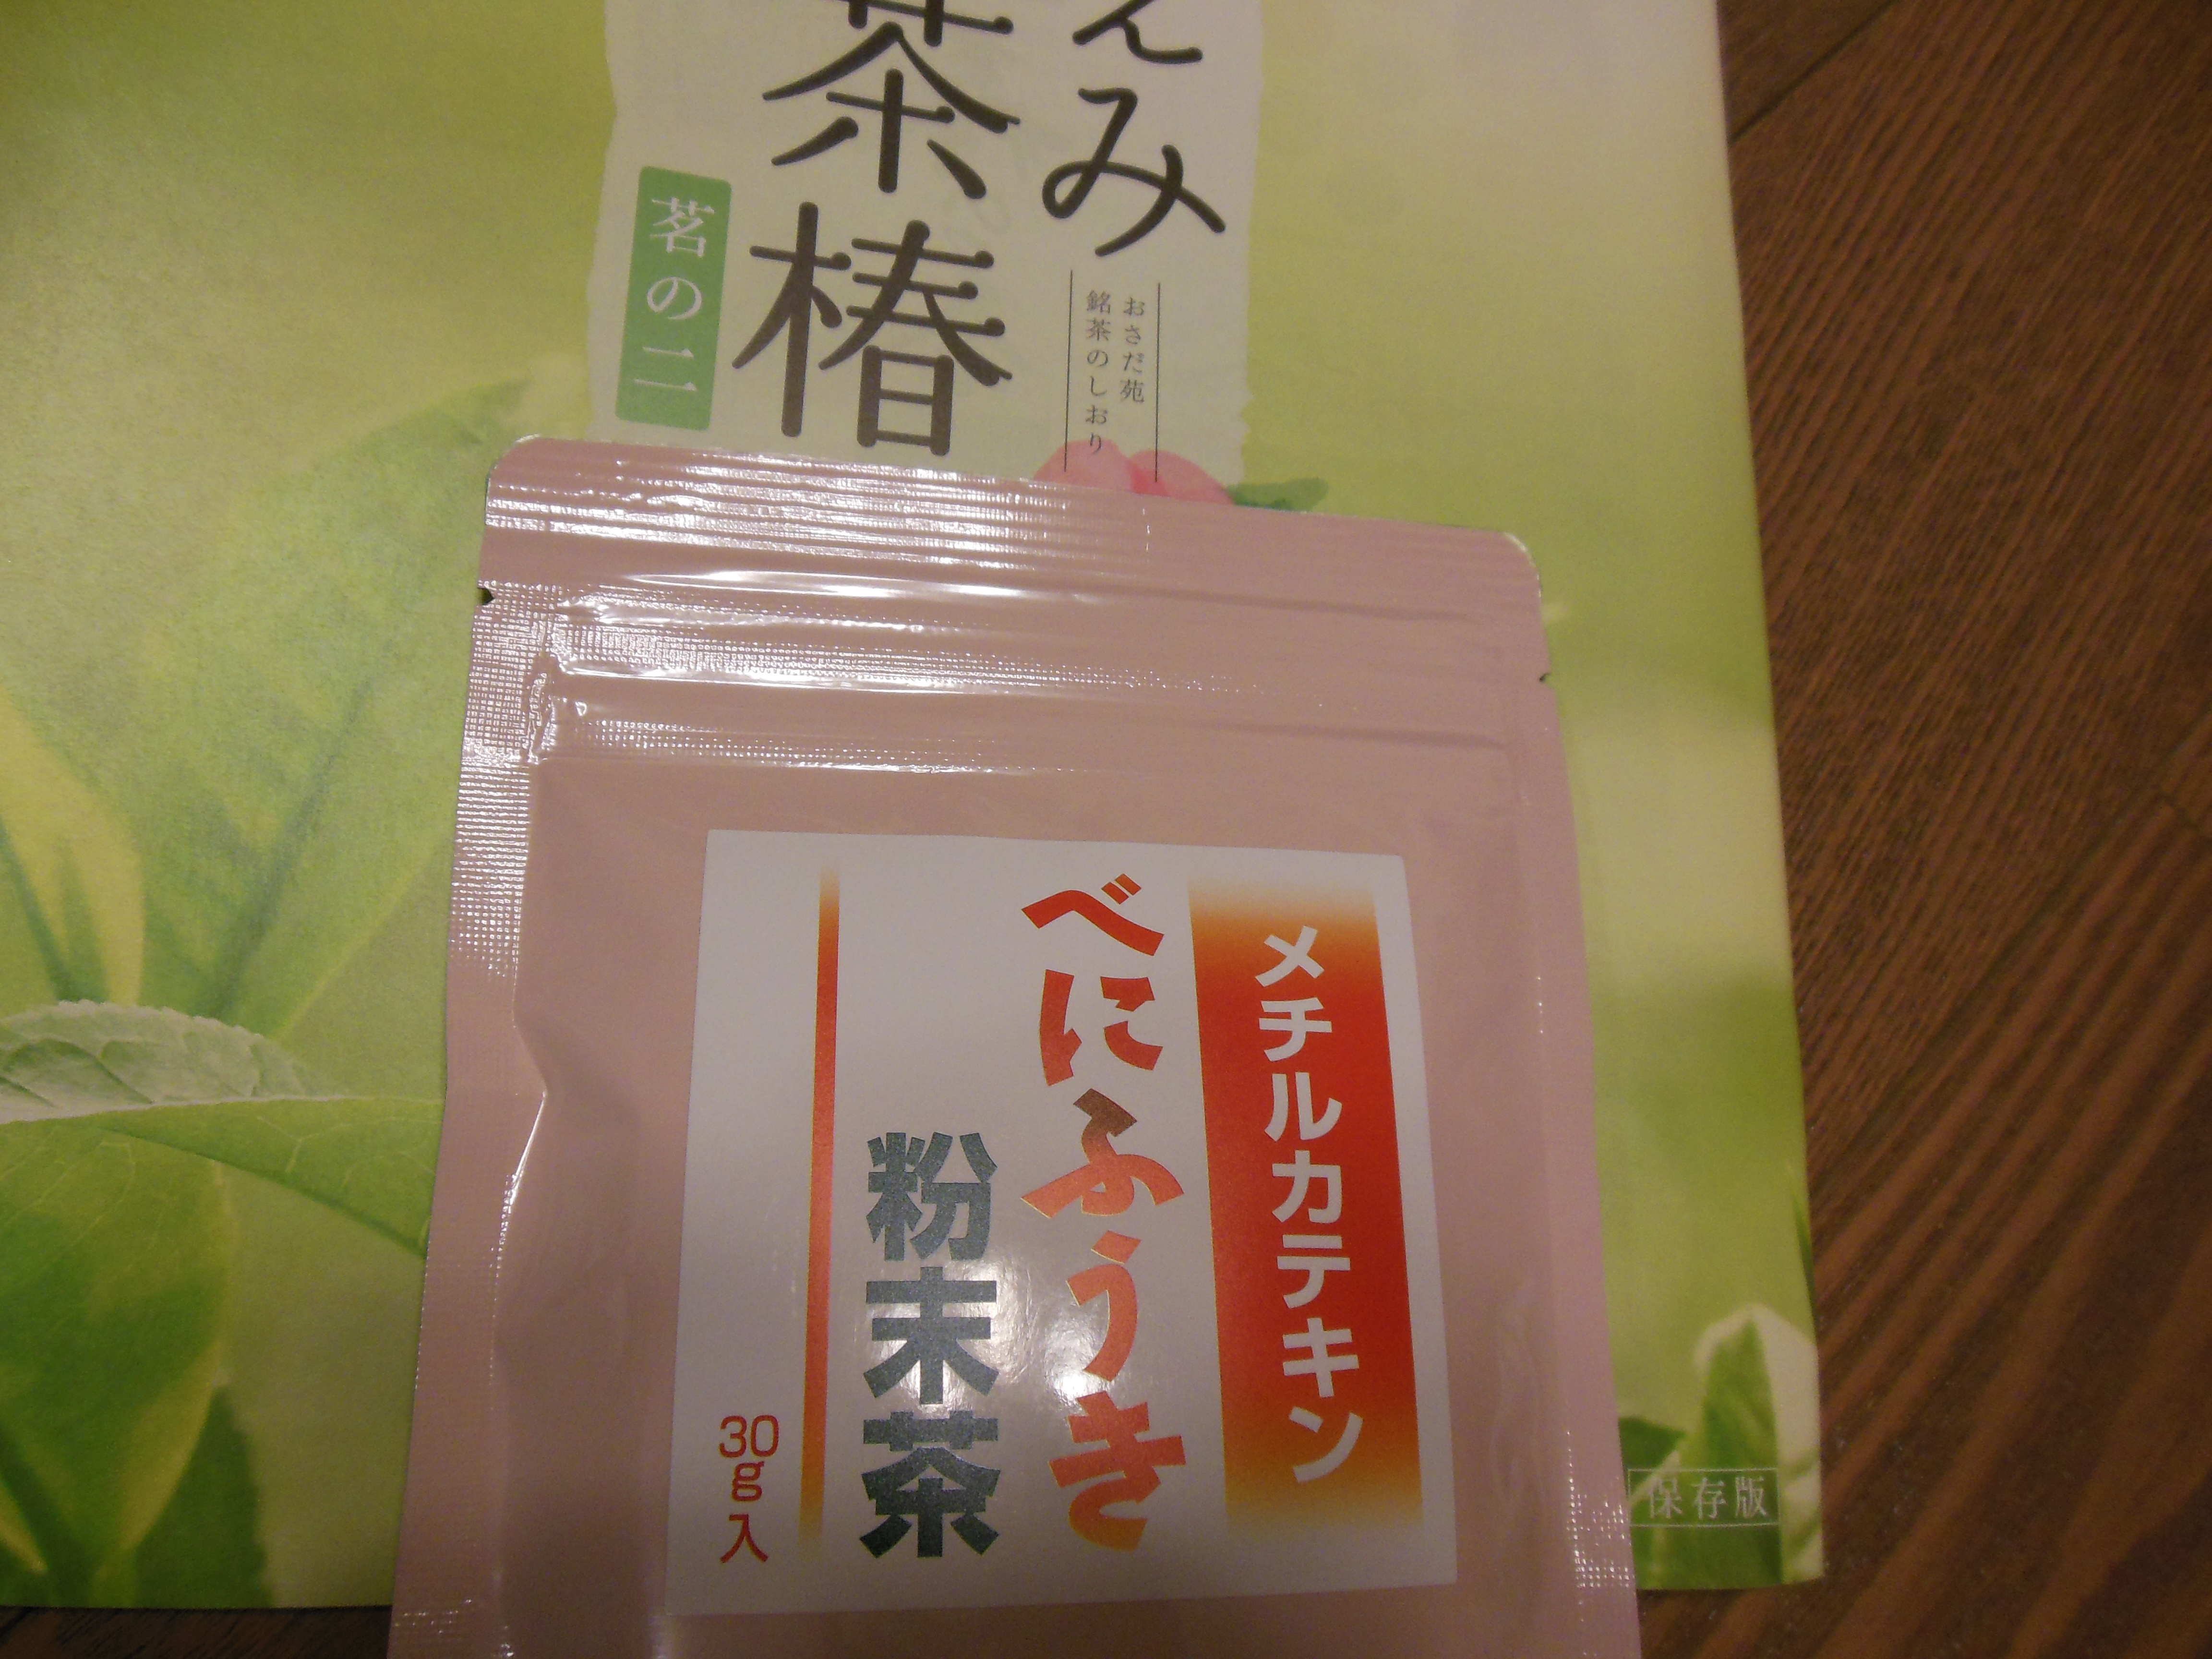 えみ
茶椿
茗の二
おさだ苑
銘茶のしおり
メチルカテキン
べにふうき
粉末茶
30g入
保存版